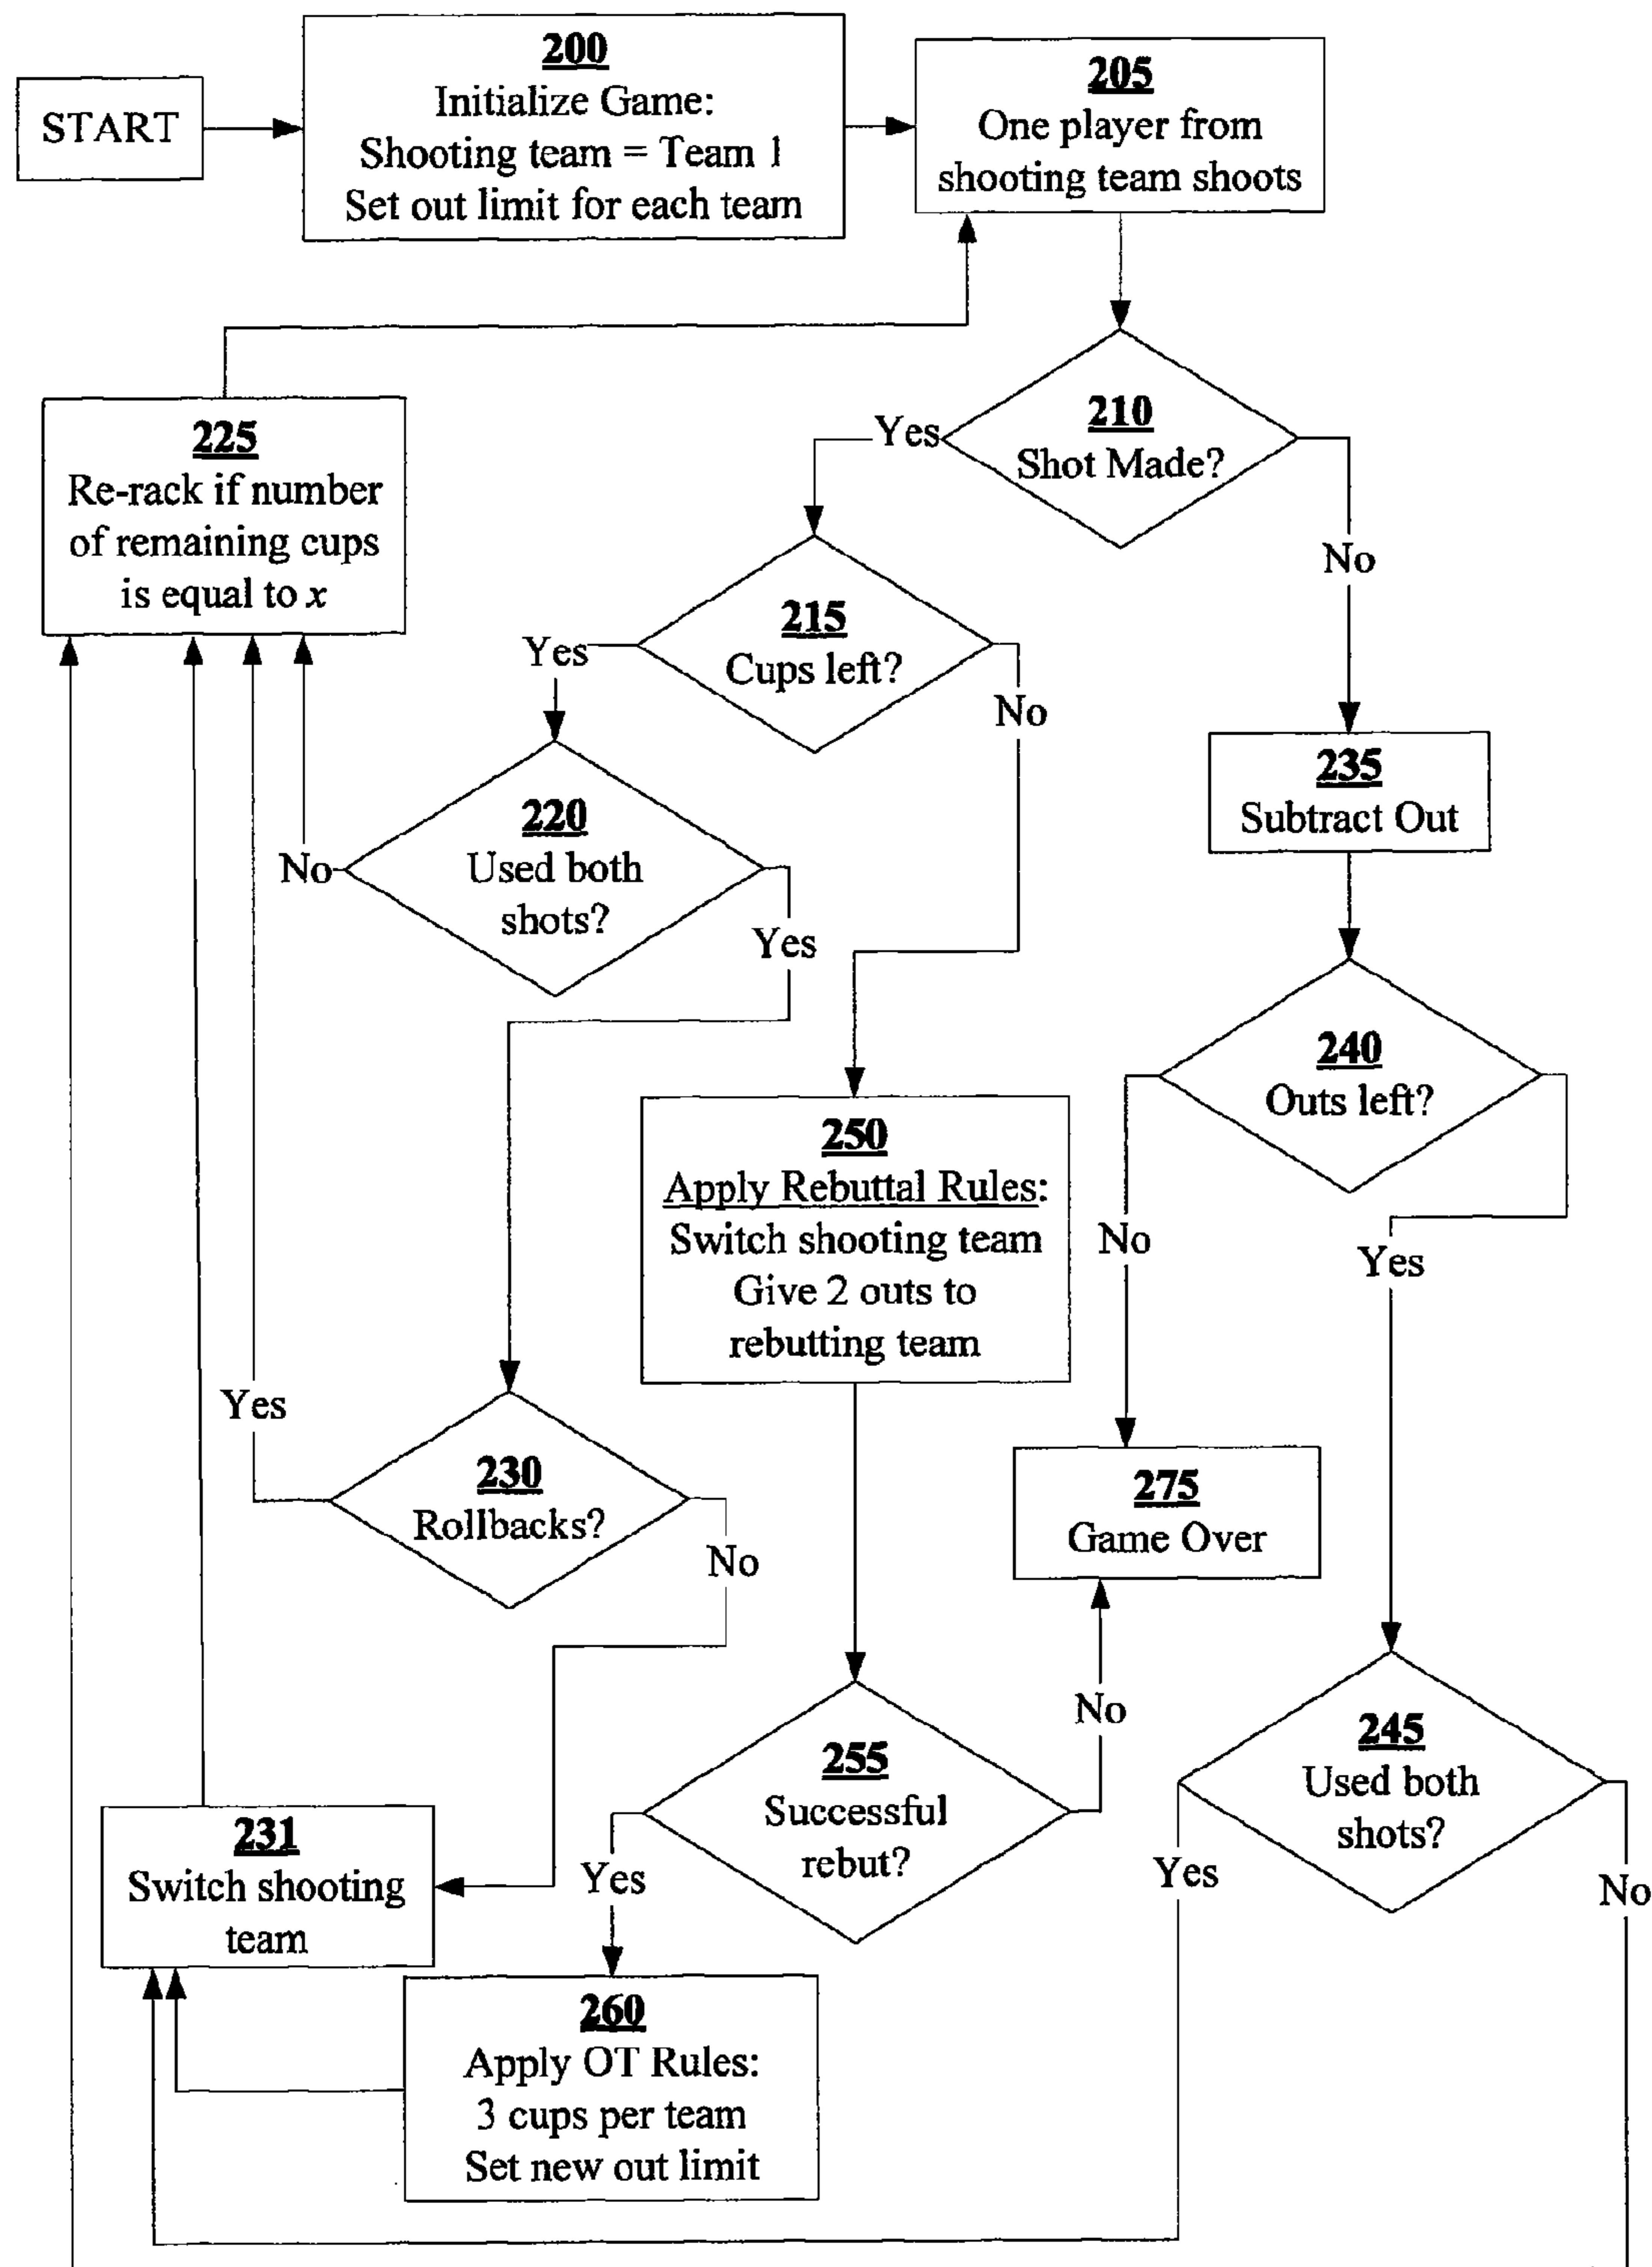 START
200
Initialize Game:
Shooting team = Team 1
Set out limit for each team
205
One player from
shooting team shoots
210
Shot Made?
Yes
No
225
Re-rack if number
of remaining cups
is equal to x
215
Cups left?
Yes
No
235
Subtract Out
220
Used both
shots?
No
Yes
240
Outs left?
No
Yes
250
Apply Rebuttal Rules:
Switch shooting team
Give 2 outs to
rebutting team
230
Rollbacks?
Yes
No
275
Game Over
255
Successful
rebut?
Yes
No
245
Used both
shots?
Yes
No
231
Switch shooting
team
260
Apply OT Rules:
3 cups per team
Set new out limit